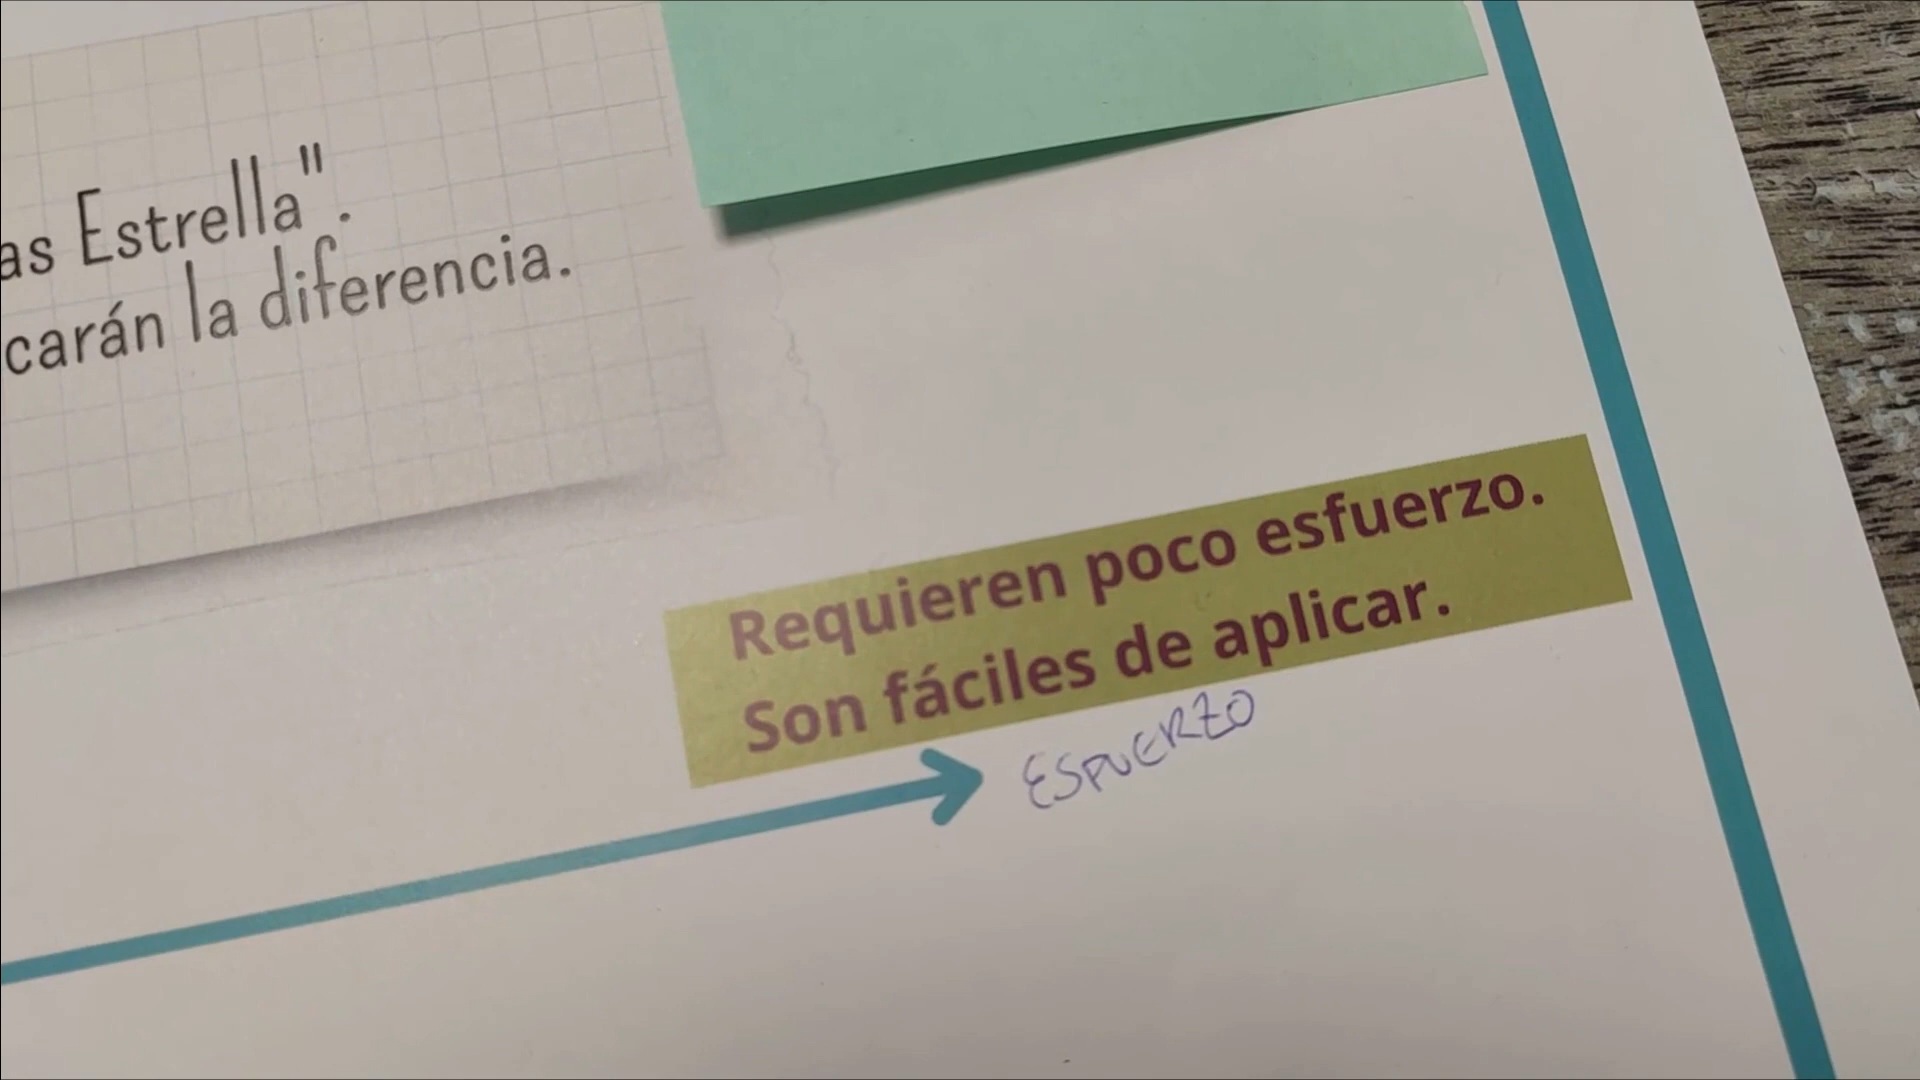 as Estrella".
carán la diferencia.
Requieren poco esfuerzo.
Son fáciles de aplicar.
ESFUERZO